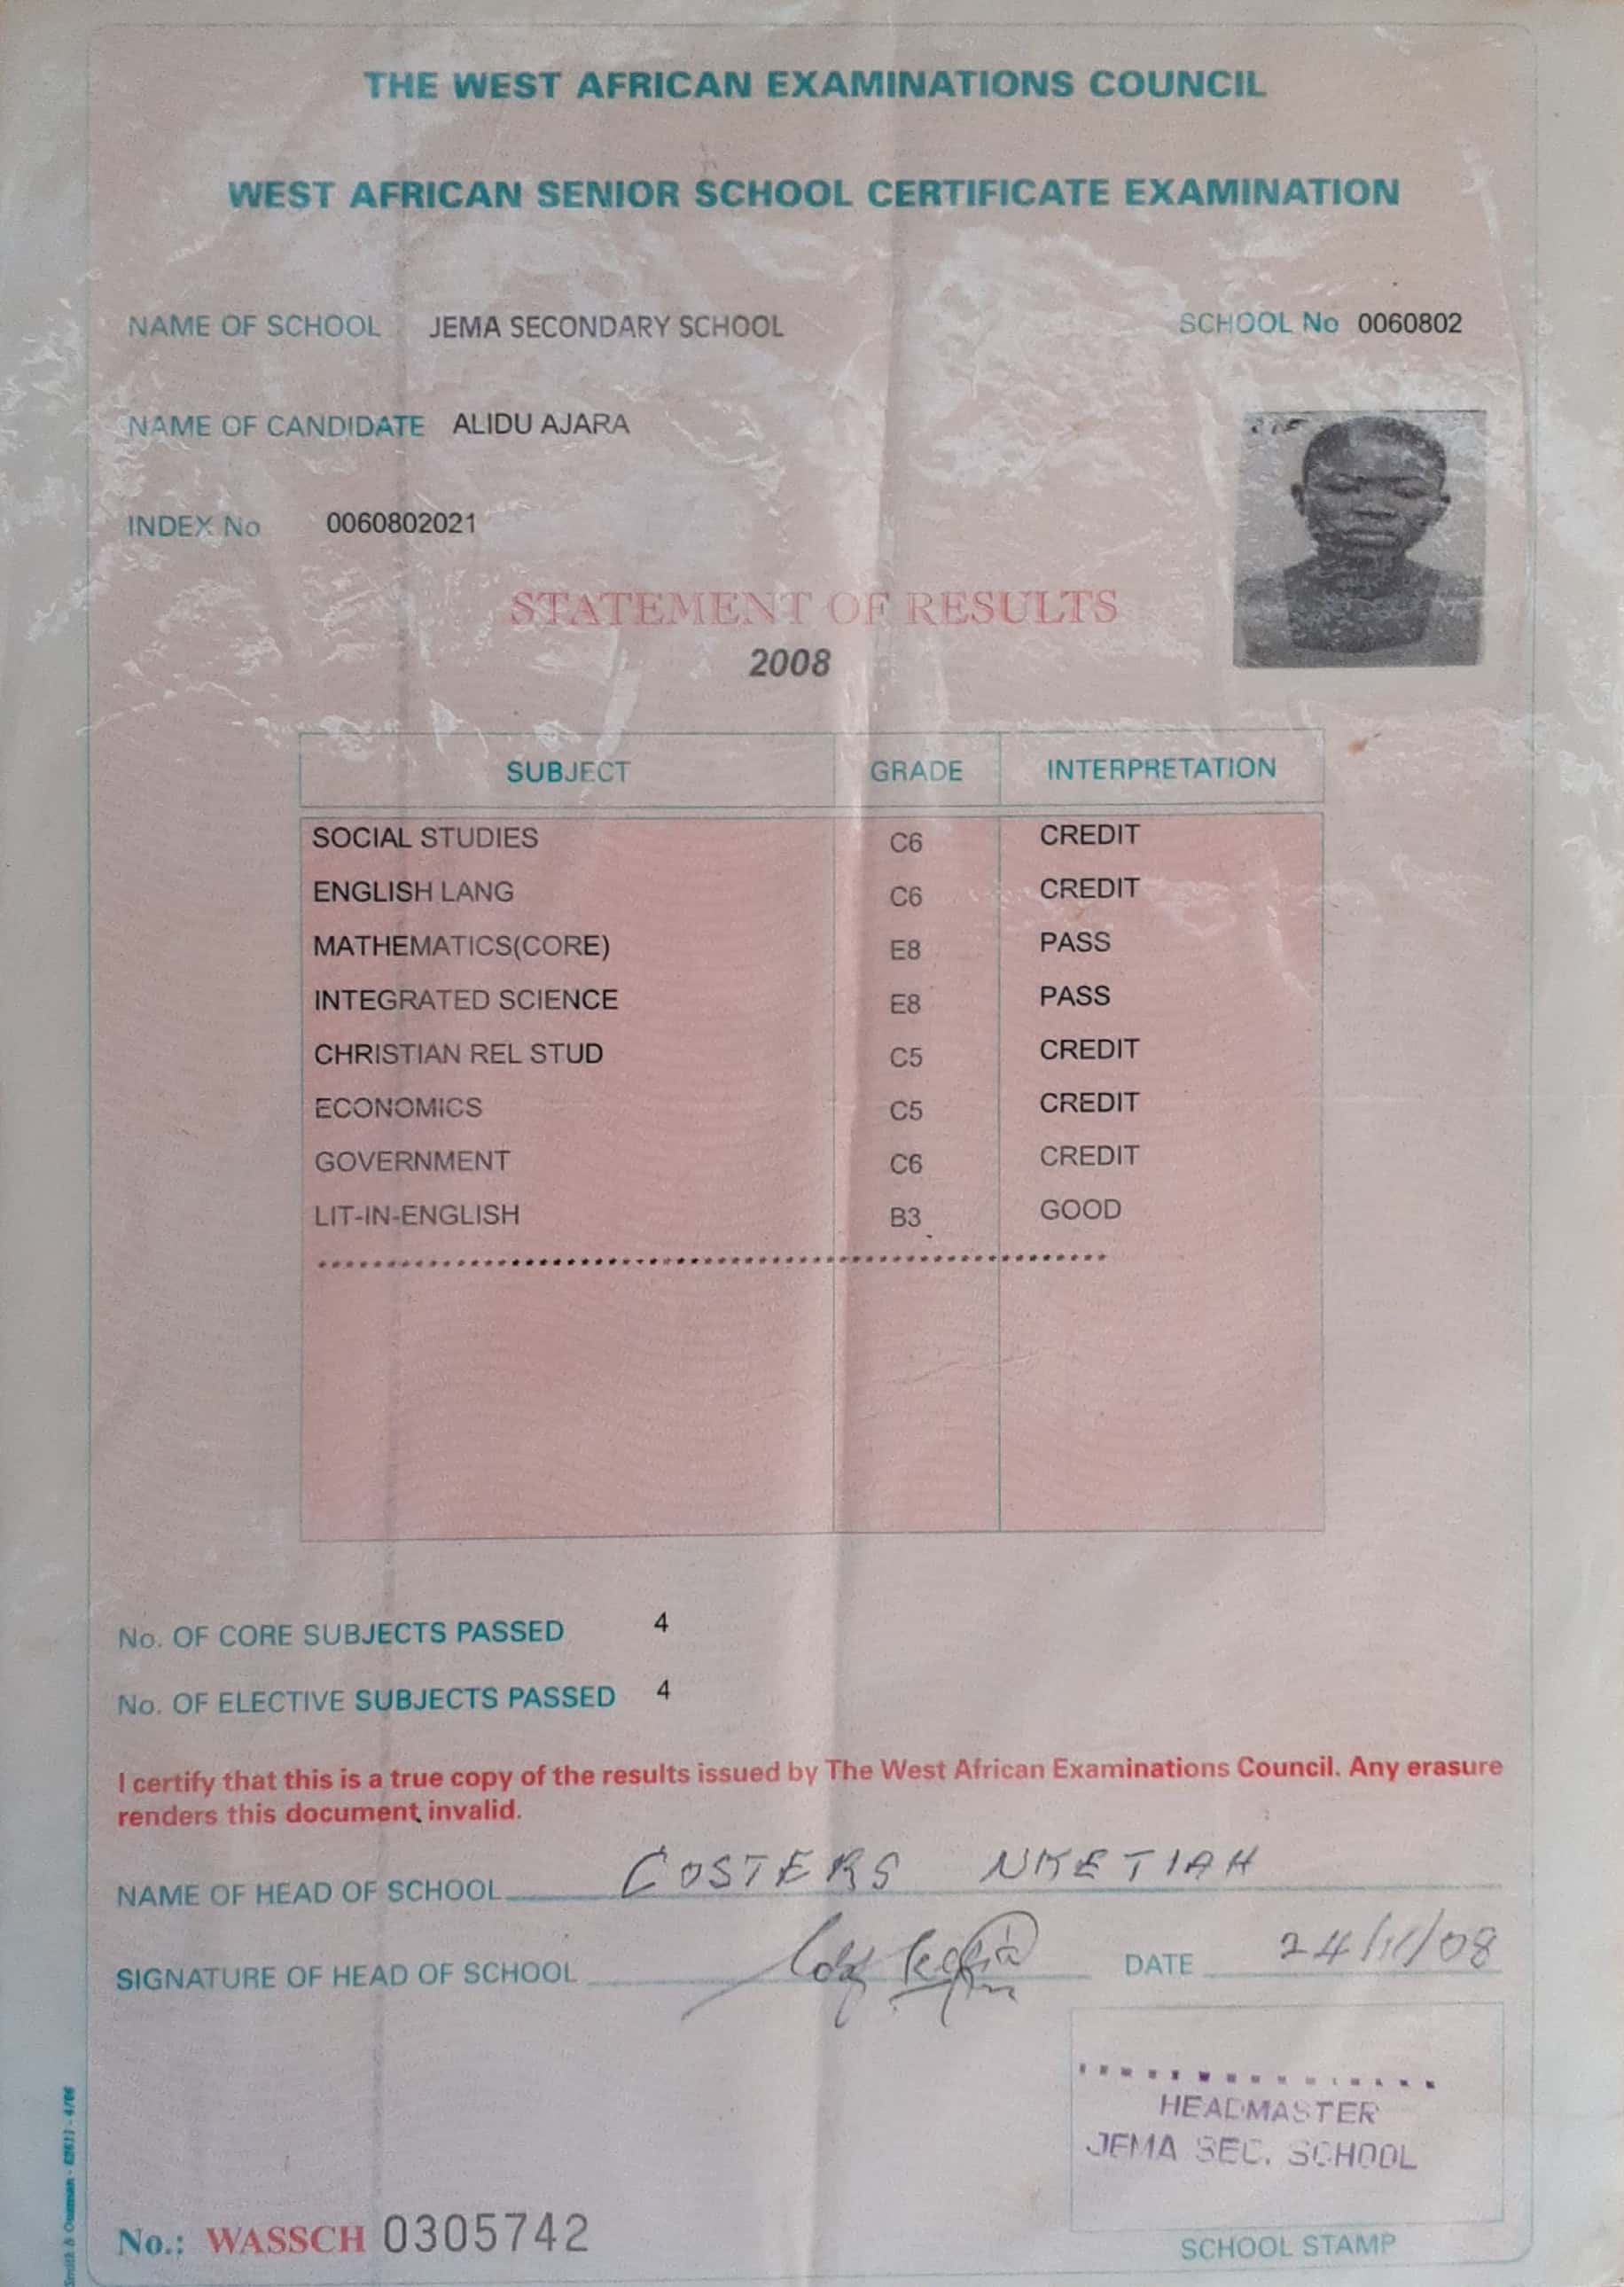 THE WEST AFRICAN EXAMINATIONS COUNCIL
WEST AFRICAN SENIOR SCHOOL CERTIFICATE EXAMINATION
NAME OF SCHOOL JEMA SECONDARY SCHOOL SCHOOL No 0060802
NAME OF CANDIDATE ALIDU AJARA
INDEX No 0060802021
STATEMENT OF RESULTS
2008
SUBJECT GRADE INTERPRETATION
SOCIAL STUDIES C6 CREDIT
ENGLISH LANG C6 CREDIT
MATHEMATICS(CORE) E8 PASS
INTEGRATED SCIENCE E8 PASS
CHRISTIAN REL STUD C5 CREDIT
ECONOMICS C5 CREDIT
GOVERNMENT C6 CREDIT
LIT-IN-ENGLISH B3 GOOD
No. OF CORE SUBJECTS PASSED 4
No. OF ELECTIVE SUBJECTS PASSED 4
I certify that this is a true copy of the results issued by The West African Examinations Council. Any erasure
renders this document invalid.
NAME OF HEAD OF SCHOOL COSTERS NKETIAH
SIGNATURE OF HEAD OF SCHOOL DATE 24/11/08
HEADMASTER
JEMA SEC. SCHOOL
No.: WASSCH 0305742
SCHOOL STAMP